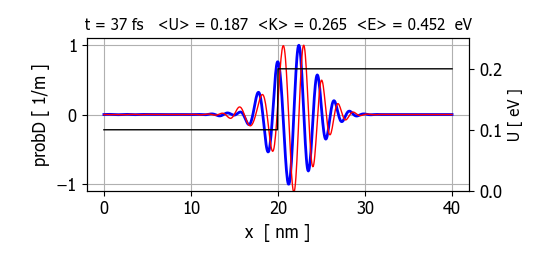 t = 37 fs   <U> = 0.187  <K> = 0.265  <E> = 0.452  eV
probD [ 1/m ]
1
0
−1
0.2
0.1
0.0
U [ eV ]
0
10
20
30
40
x  [ nm ]